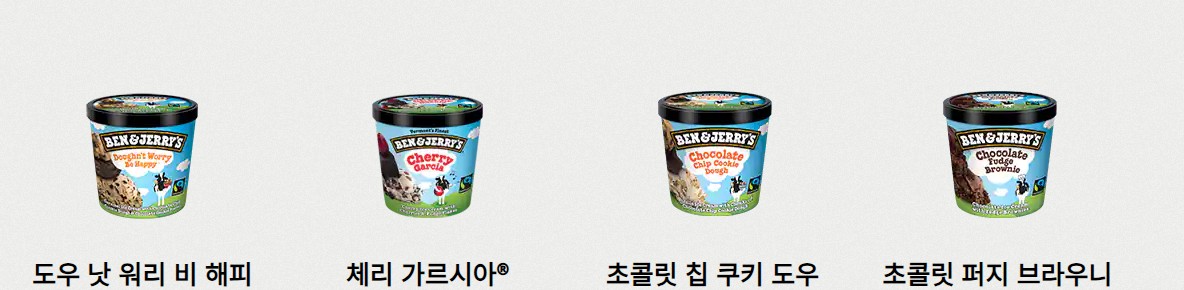 BEN&JERRY'S
Doughn't Worry
Be Happy
Vermont's Finest
BEN&JERRY'S
Cherry
Garcia
BEN&JERRY'S
Chocolate
Chip Cookie
Dough
BEN&JERRY'S
Chocolate
Fudge
Brownie
도우 낫 워리 비 해피
체리 가르시아®
초콜릿 칩 쿠키 도우
초콜릿 퍼지 브라우니